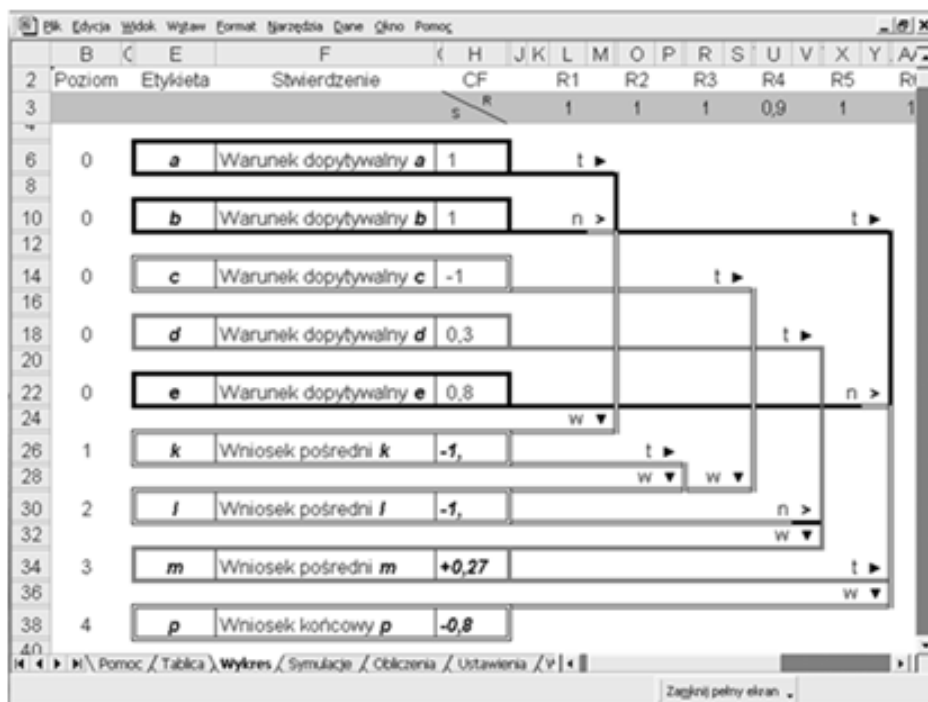 Plik Edycja Widok Wstaw Format Narzędzia Dane Okno Pomoc
B C E F G H J K L M O P R S U V X Y A
2 Poziom Etykieta Stwierdzenie CF R1 R2 R3 R4 R5
3 S R 1 1 1 0,9 1 1
4
6 0 a Warunek dopytywalny a 1 t ►
8
10 0 b Warunek dopytywalny b 1 n > t ►
12
14 0 c Warunek dopytywalny c -1 t ►
16
18 0 d Warunek dopytywalny d 0,3 t ►
20
22 0 e Warunek dopytywalny e 0,8 n >
24 w ▼
26 1 k Wniosek pośredni k -1, t ►
28 w ▼ w ▼
30 2 l Wniosek pośredni l -1, n >
32 w ▼
34 3 m Wniosek pośredni m +0,27 t ►
36 w ▼
38 4 p Wniosek końcowy p -0,8
40
Pomoc / Tablica \ Wykres / Symulacje / Obliczenia / Ustawienia /
Zamknij pełny ekran